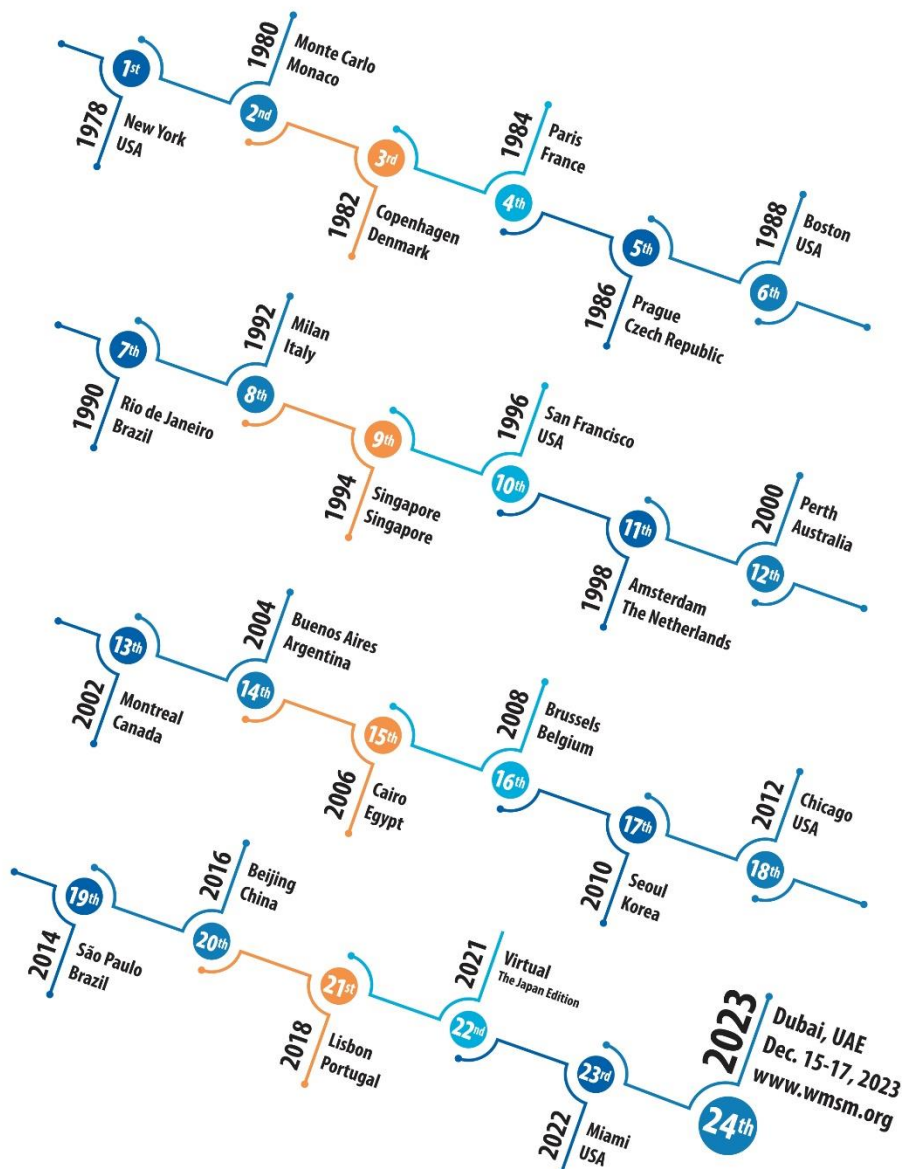 1st
1978
New York
USA
2nd
1980
Monte Carlo
Monaco
3rd
1982
Copenhagen
Denmark
4th
1984
Paris
France
5th
1986
Prague
Czech Republic
6th
1988
Boston
USA
7th
1990
Rio de Janeiro
Brazil
8th
1992
Milan
Italy
9th
1994
Singapore
Singapore
10th
1996
San Francisco
USA
11th
1998
Amsterdam
The Netherlands
12th
2000
Perth
Australia
13th
2002
Montreal
Canada
14th
2004
Buenos Aires
Argentina
15th
2006
Cairo
Egypt
16th
2008
Brussels
Belgium
17th
2010
Seoul
Korea
18th
2012
Chicago
USA
19th
2014
São Paulo
Brazil
20th
2016
Beijing
China
21st
2018
Lisbon
Portugal
22nd
2021
Virtual
The Japan Edition
23rd
2022
Miami
USA
24th
2023
Dubai, UAE
Dec. 15-17, 2023
www.wmsm.org